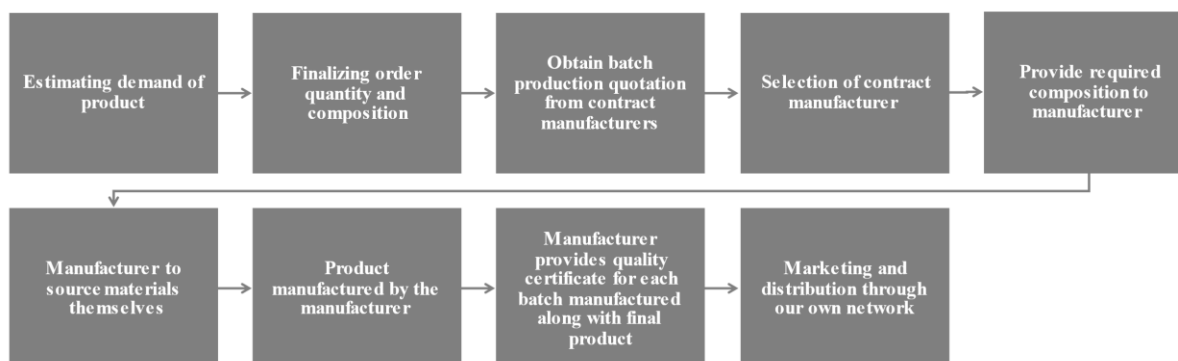 Estimating demand of
product
Finalizing order
quantity and
composition
Obtain batch
production quotation
from contract
manufacturers
Selection of contract
manufacturer
Provide required
composition to
manufacturer
Manufacturer to
source materials
themselves
Product
manufactured by the
manufacturer
Manufacturer
provides quality
certificate for each
batch manufactured
along with final
product
Marketing and
distribution through
our own network